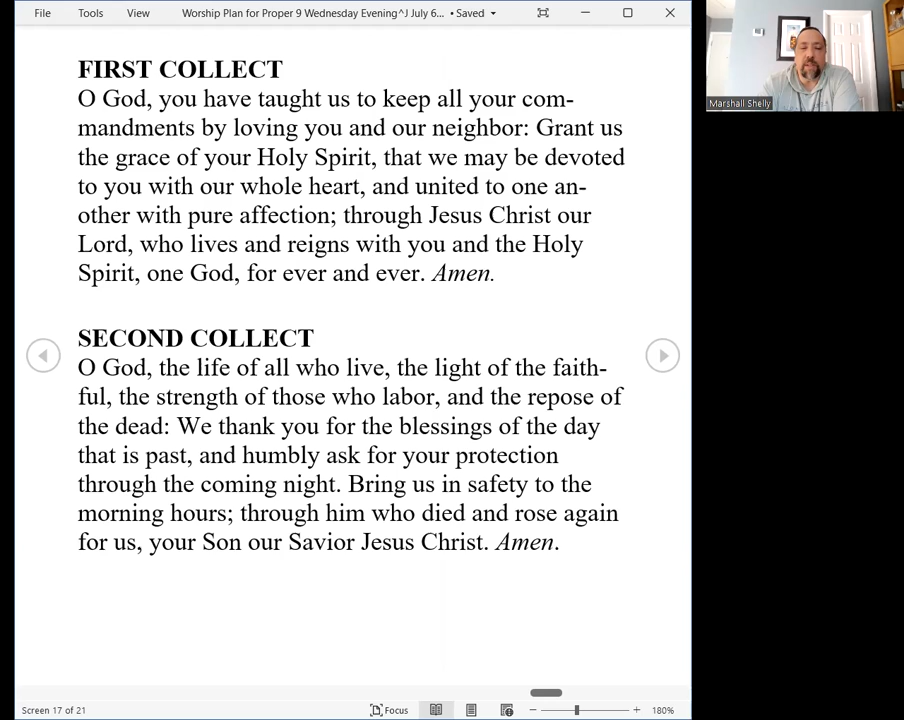 File Tools View Worship Plan for Proper 9 Wednesday Evening^J July 6... • Saved
FIRST COLLECT
O God, you have taught us to keep all your com-
mandments by loving you and our neighbor: Grant us
the grace of your Holy Spirit, that we may be devoted
to you with our whole heart, and united to one an-
other with pure affection; through Jesus Christ our
Lord, who lives and reigns with you and the Holy
Spirit, one God, for ever and ever. Amen.
SECOND COLLECT
O God, the life of all who live, the light of the faith-
ful, the strength of those who labor, and the repose of
the dead: We thank you for the blessings of the day
that is past, and humbly ask for your protection
through the coming night. Bring us in safety to the
morning hours; through him who died and rose again
for us, your Son our Savior Jesus Christ. Amen.
Screen 17 of 21 Focus 180%
Marshall Shelly